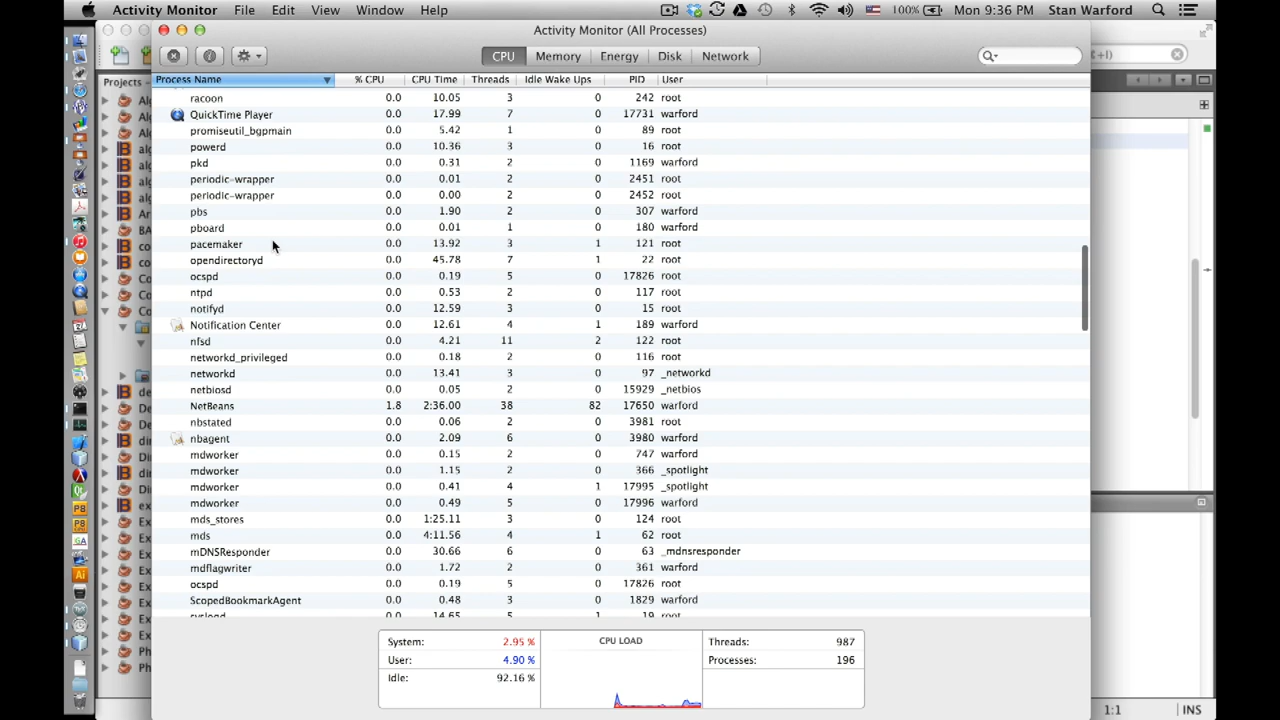 Activity Monitor File Edit View Window Help 100% Mon 9:36 PM Stan Warford
Activity Monitor (All Processes)
CPU Memory Energy Disk Network
Projects
Process Name % CPU CPU Time Threads Idle Wake Ups PID User
racoon 0.0 10.05 3 0 242 root
QuickTime Player 0.0 17.99 7 0 17731 warford
promiseutil_bgpmain 0.0 5.42 1 0 89 root
powerd 0.0 10.36 3 0 16 root
pkd 0.0 0.31 2 0 1169 warford
periodic-wrapper 0.0 0.01 2 0 2451 root
periodic-wrapper 0.0 0.00 2 0 2452 root
pbs 0.0 1.90 2 0 307 warford
pboard 0.0 0.01 1 0 180 warford
pacemaker 0.0 13.92 3 1 121 root
opendirectoryd 0.0 45.78 7 1 22 root
ocspd 0.0 0.19 5 0 17826 root
ntpd 0.0 0.53 2 0 117 root
notifyd 0.0 12.59 3 0 15 root
Notification Center 0.0 12.61 4 1 189 warford
nfsd 0.0 4.21 11 2 122 root
networkd_privileged 0.0 0.18 2 0 116 root
networkd 0.0 13.41 3 0 97 _networkd
netbiosd 0.0 0.05 2 0 15929 _netbios
NetBeans 1.8 2:36.00 38 82 17650 warford
nbstated 0.0 0.06 2 0 3981 root
nbagent 0.0 2.09 6 0 3980 warford
mdworker 0.0 0.15 2 0 747 warford
mdworker 0.0 1.15 2 0 366 _spotlight
mdworker 0.0 0.41 4 1 17995 _spotlight
mdworker 0.0 0.49 5 0 17996 warford
mds_stores 0.0 1:25.11 3 0 124 root
mds 0.0 4:11.56 4 1 62 root
mDNSResponder 0.0 30.66 6 0 63 _mdnsresponder
mdflagwriter 0.0 1.72 2 0 361 warford
ocspd 0.0 0.19 5 0 17826 root
ScopedBookmarkAgent 0.0 0.48 3 0 1829 warford
syslogd 0.0 14.65 5 1 19 root
System: 2.95 % CPU LOAD Threads: 987
User: 4.90 % Processes: 196
Idle: 92.16 %
1:1 INS